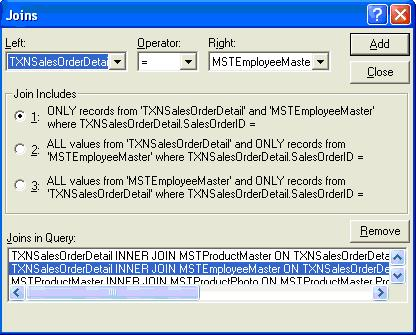 Joins
Left:
Operator:
Right:
Add
TXNSalesOrderDetai
=
MSTEmployeeMaste
Close
Join Includes
1: ONLY records from 'TXNSalesOrderDetail' and 'MSTEmployeeMaster'
where TXNSalesOrderDetail.SalesOrderID =
2: ALL values from 'TXNSalesOrderDetail' and ONLY records from
'MSTEmployeeMaster' where TXNSalesOrderDetail.SalesOrderID =
3: ALL values from 'MSTEmployeeMaster' and ONLY records from
'TXNSalesOrderDetail' where TXNSalesOrderDetail.SalesOrderID =
Remove
Joins in Query:
TXNSalesOrderDetail INNER JOIN MSTProductMaster ON TXNSalesOrderDeta
TXNSalesOrderDetail INNER JOIN MSTEmployeeMaster ON TXNSalesOrderDe
MSTProductMaster INNER JOIN MSTProductPhoto ON MSTProductMaster.Pro